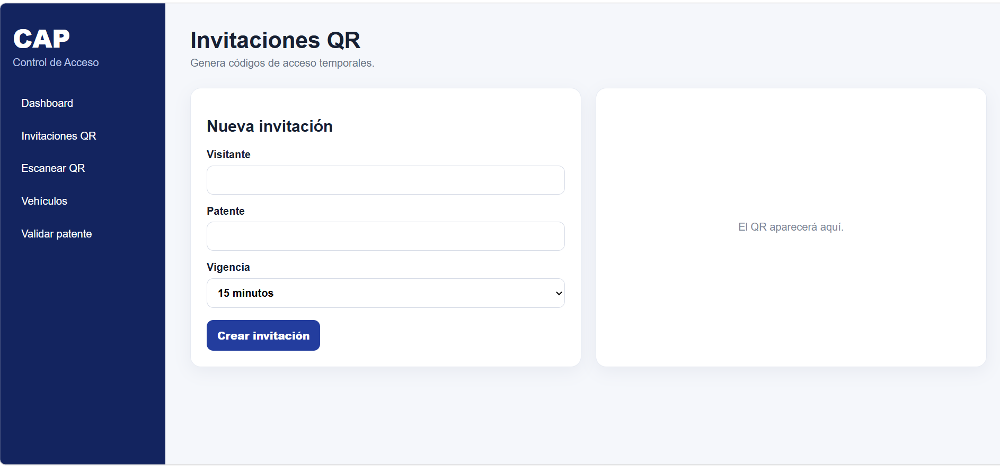 CAP
Control de Acceso
Dashboard
Invitaciones QR
Escanear QR
Vehículos
Validar patente
Invitaciones QR
Genera códigos de acceso temporales.
Nueva invitación
Visitante
Patente
Vigencia
15 minutos
Crear invitación
El QR aparecerá aquí.